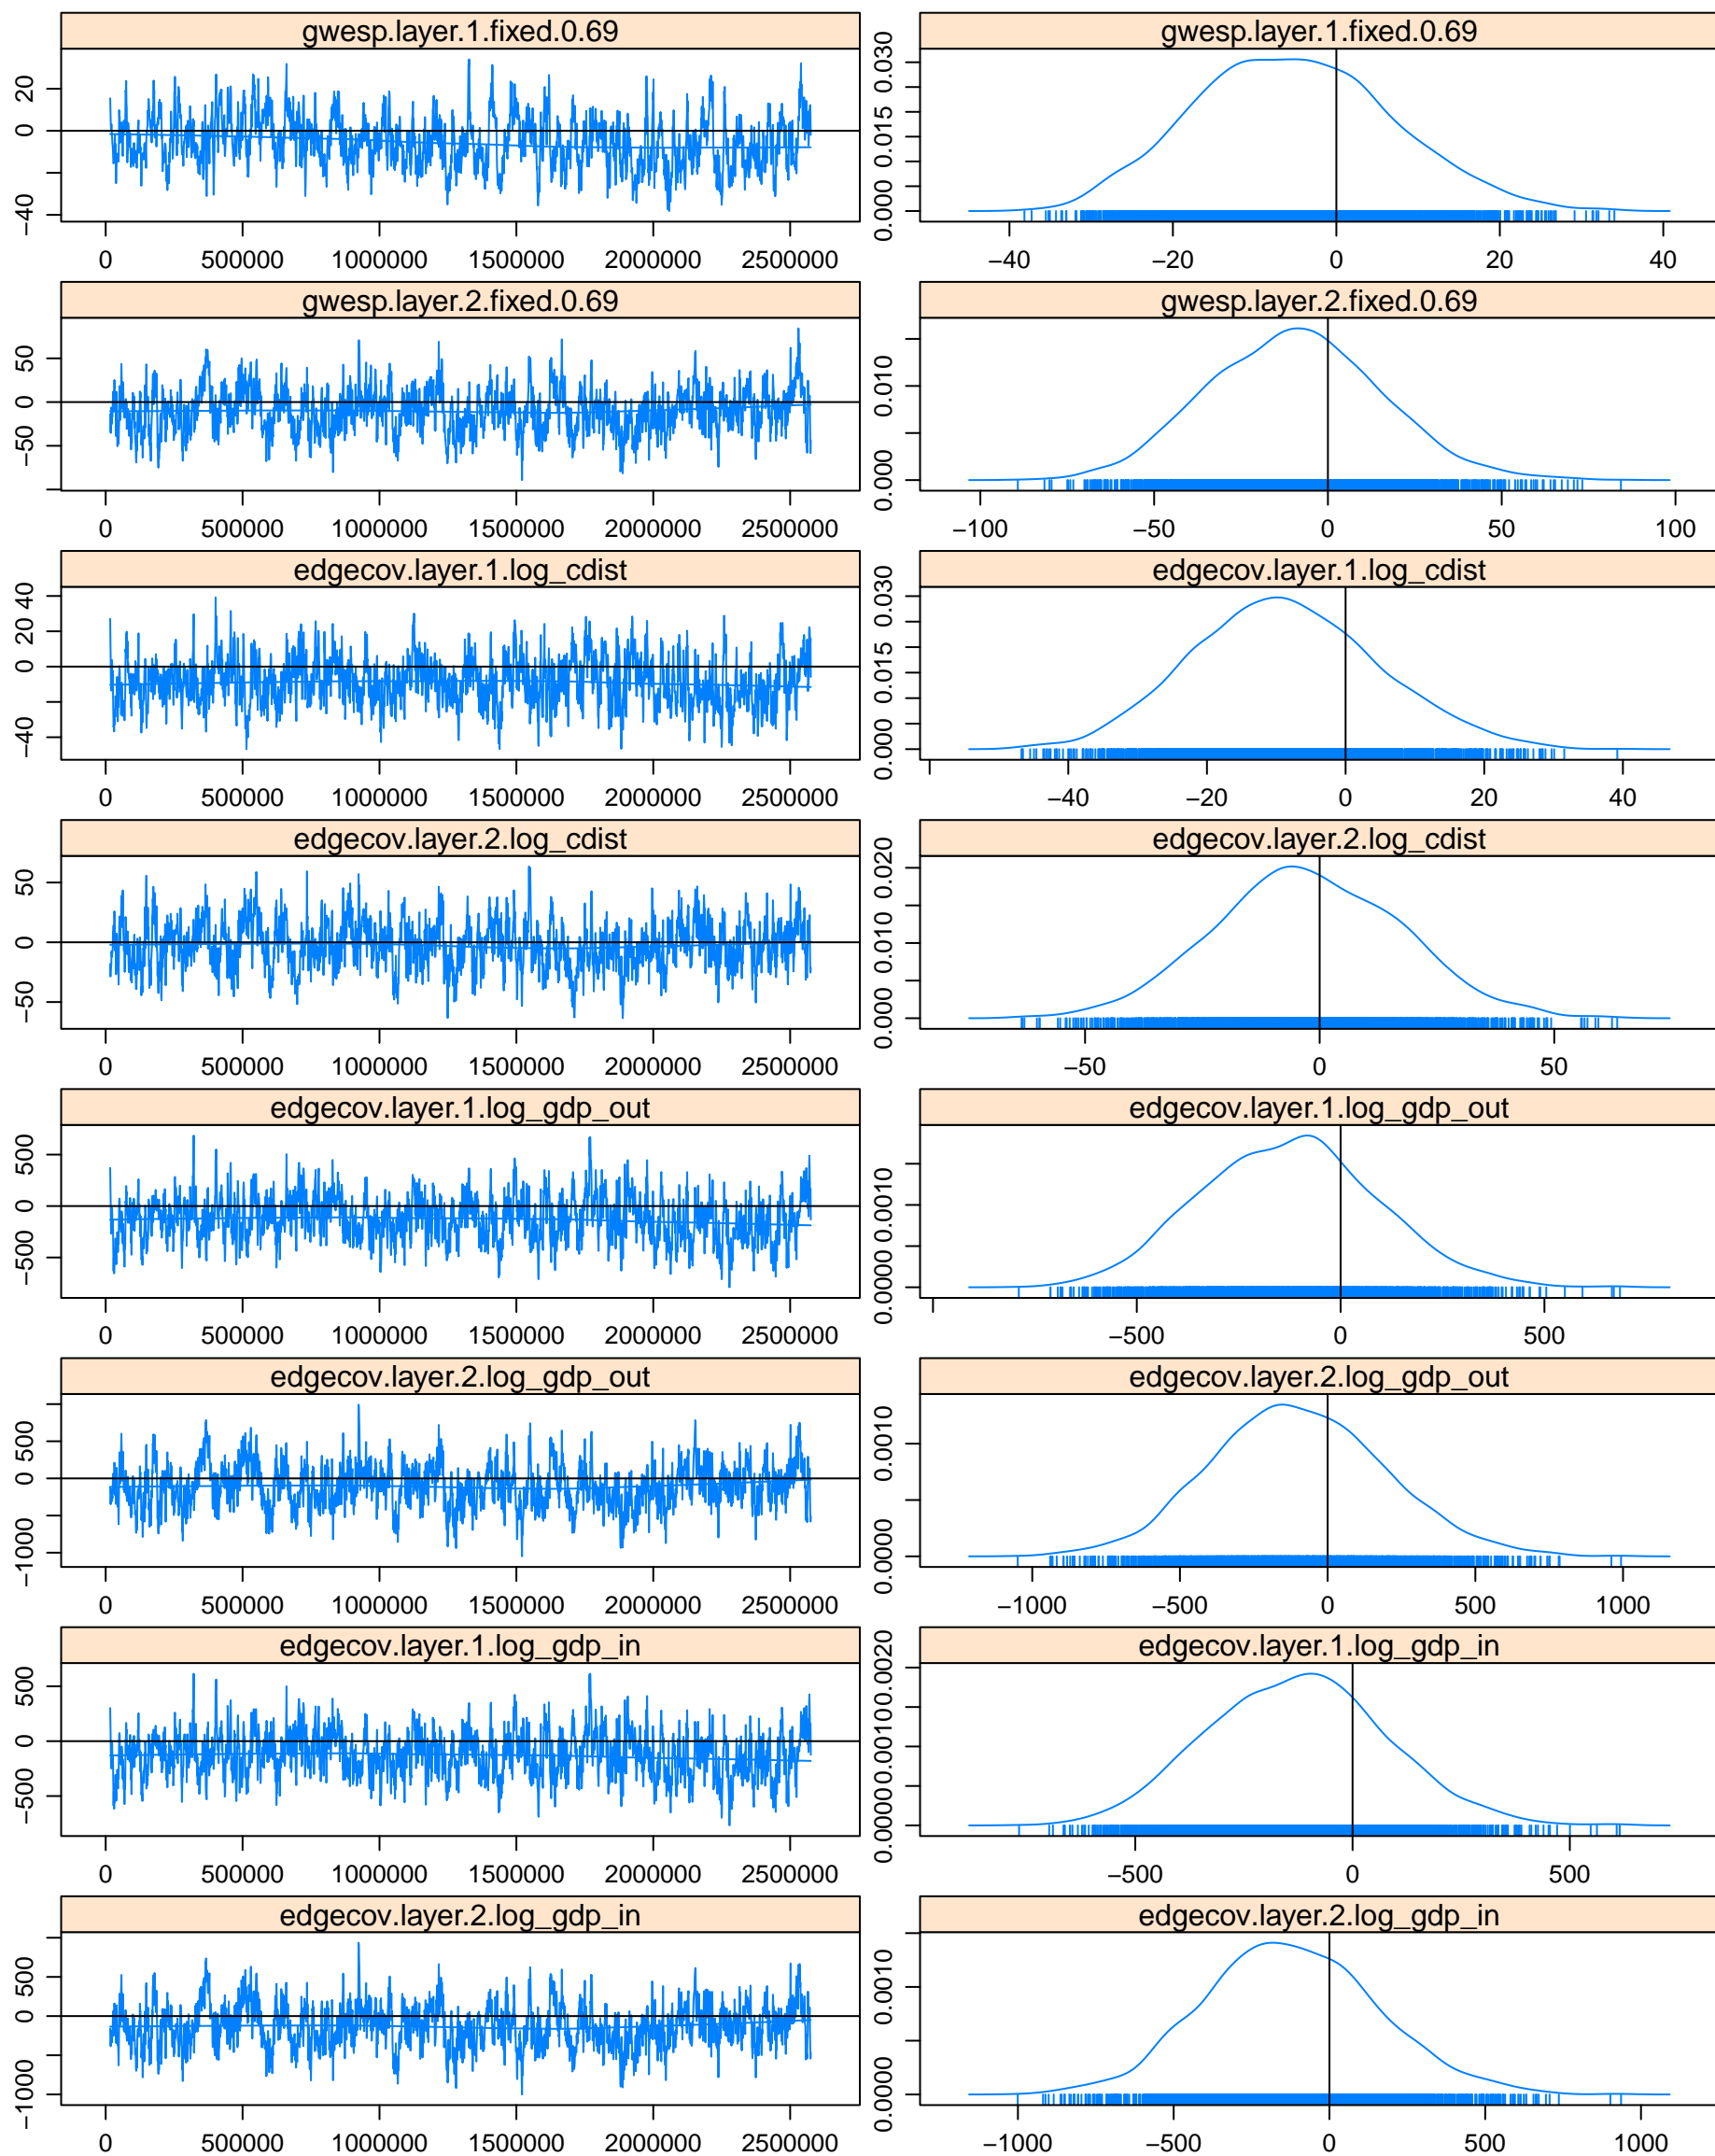 gwesp.layer.1.fixed.0.69 gwesp.layer.1.fixed.0.69
20 0 −40 0.030 0.015 0.000
0 500000 1000000 1500000 2000000 2500000 −40 −20 0 20 40
gwesp.layer.2.fixed.0.69 gwesp.layer.2.fixed.0.69
50 0 −50 0.010 0.000
0 500000 1000000 1500000 2000000 2500000 −100 −50 0 50 100
edgecov.layer.1.log_cdist edgecov.layer.1.log_cdist
40 20 0 −40 0.030 0.015 0.000
0 500000 1000000 1500000 2000000 2500000 −40 −20 0 20 40
edgecov.layer.2.log_cdist edgecov.layer.2.log_cdist
50 0 −50 0.020 0.010 0.000
0 500000 1000000 1500000 2000000 2500000 −50 0 50
edgecov.layer.1.log_gdp_out edgecov.layer.1.log_gdp_out
500 0 −500 0.0010 0.0000
0 500000 1000000 1500000 2000000 2500000 −500 0 500
edgecov.layer.2.log_gdp_out edgecov.layer.2.log_gdp_out
500 0 −1000 0.0010 0.0000
0 500000 1000000 1500000 2000000 2500000 −1000 −500 0 500 1000
edgecov.layer.1.log_gdp_in edgecov.layer.1.log_gdp_in
500 0 −500 0.0020 0.0010 0.0000
0 500000 1000000 1500000 2000000 2500000 −500 0 500
edgecov.layer.2.log_gdp_in edgecov.layer.2.log_gdp_in
500 0 −1000 0.0010 0.0000
0 500000 1000000 1500000 2000000 2500000 −1000 −500 0 500 1000